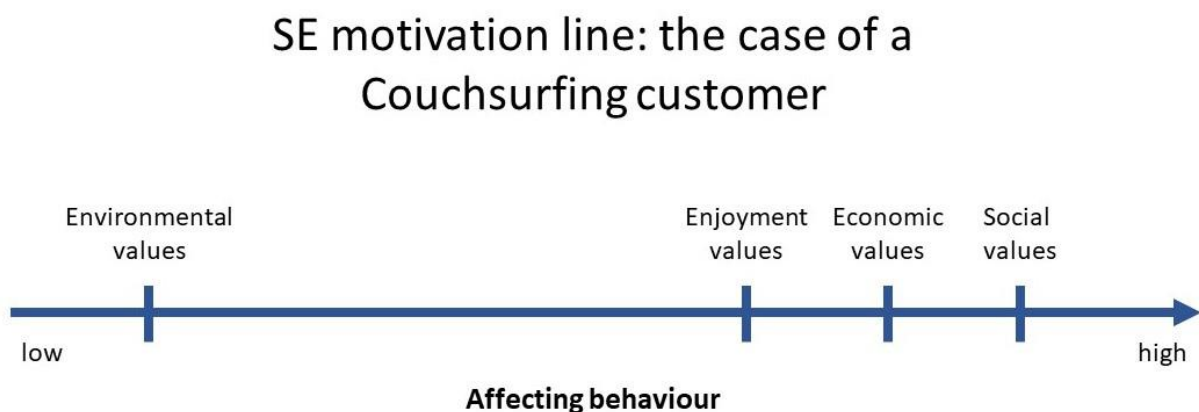 SE motivation line: the case of a
Couchsurfing customer
Environmental
values
Enjoyment
values
Economic
values
Social
values
low
high
Affecting behaviour